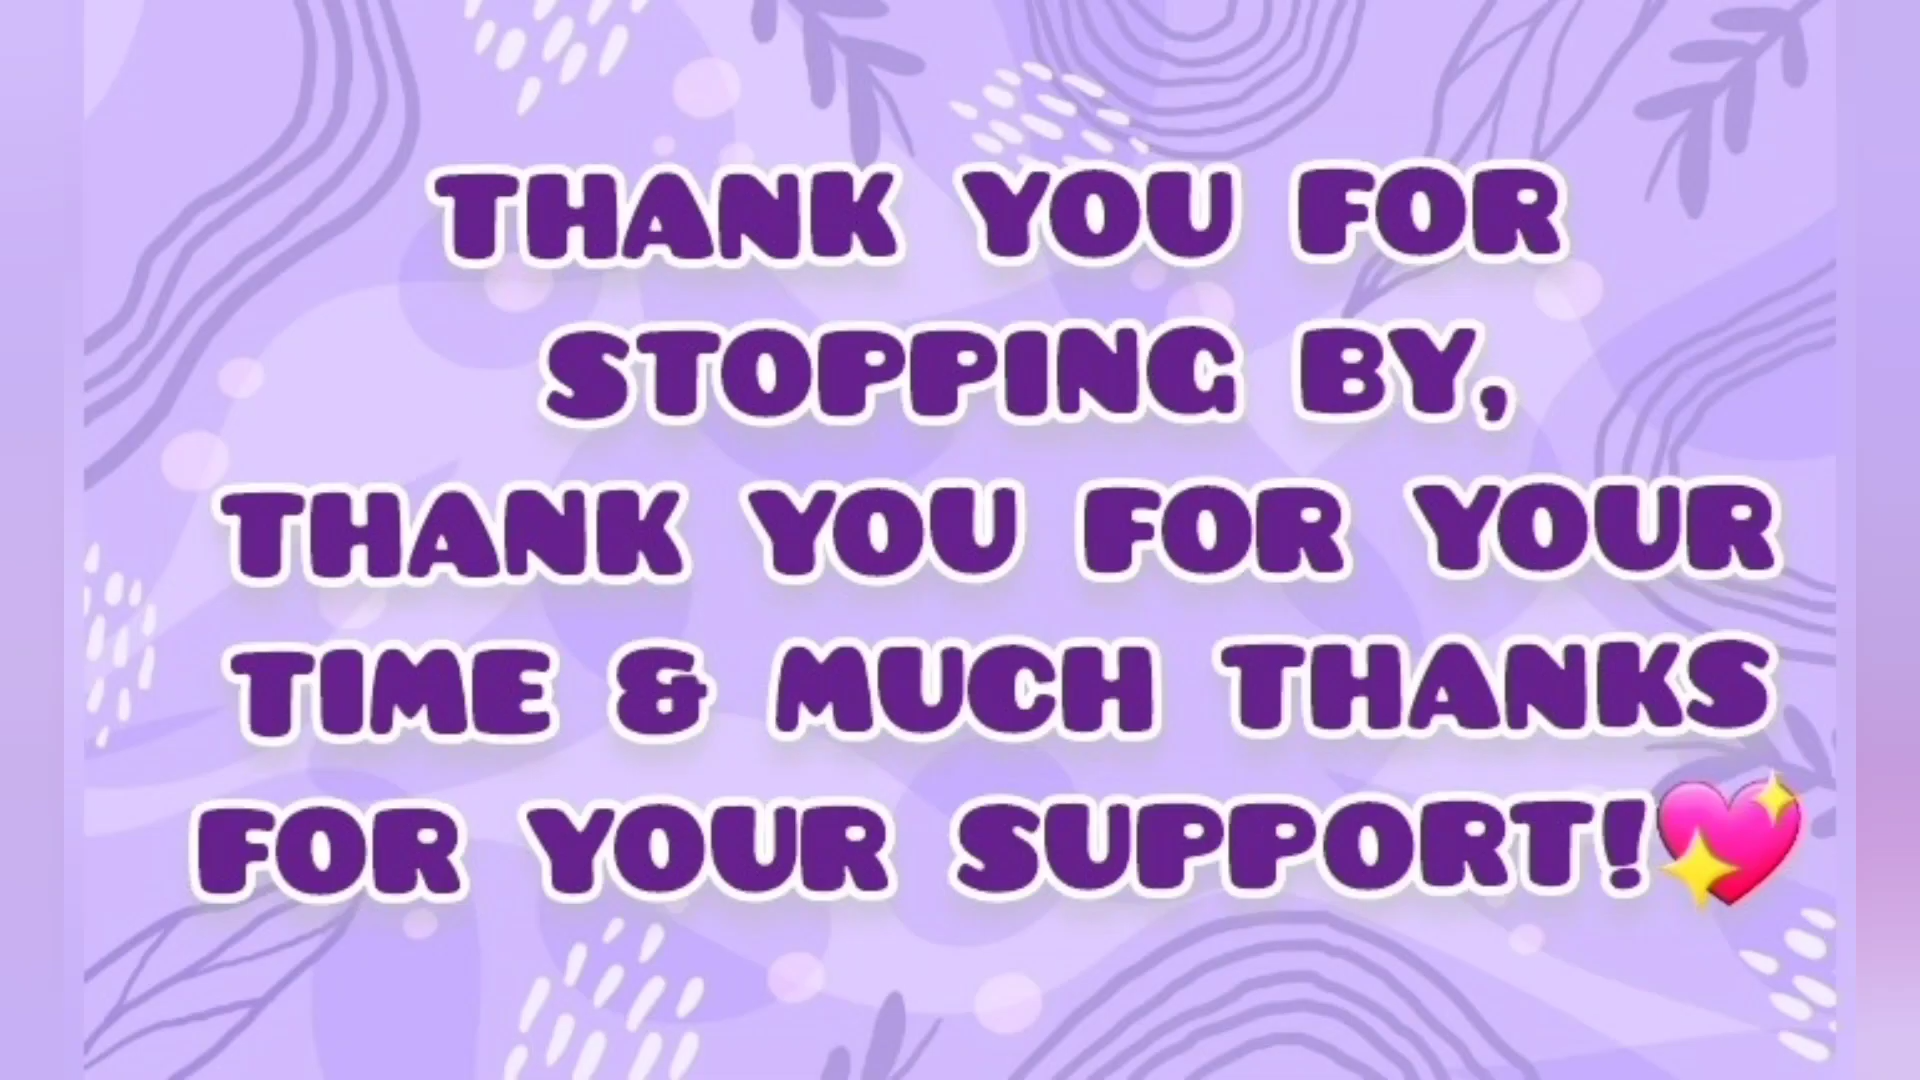 THANK YOU FOR
STOPPING BY,
THANK YOU FOR YOUR
TIME & MUCH THANKS
FOR YOUR SUPPORT!💖